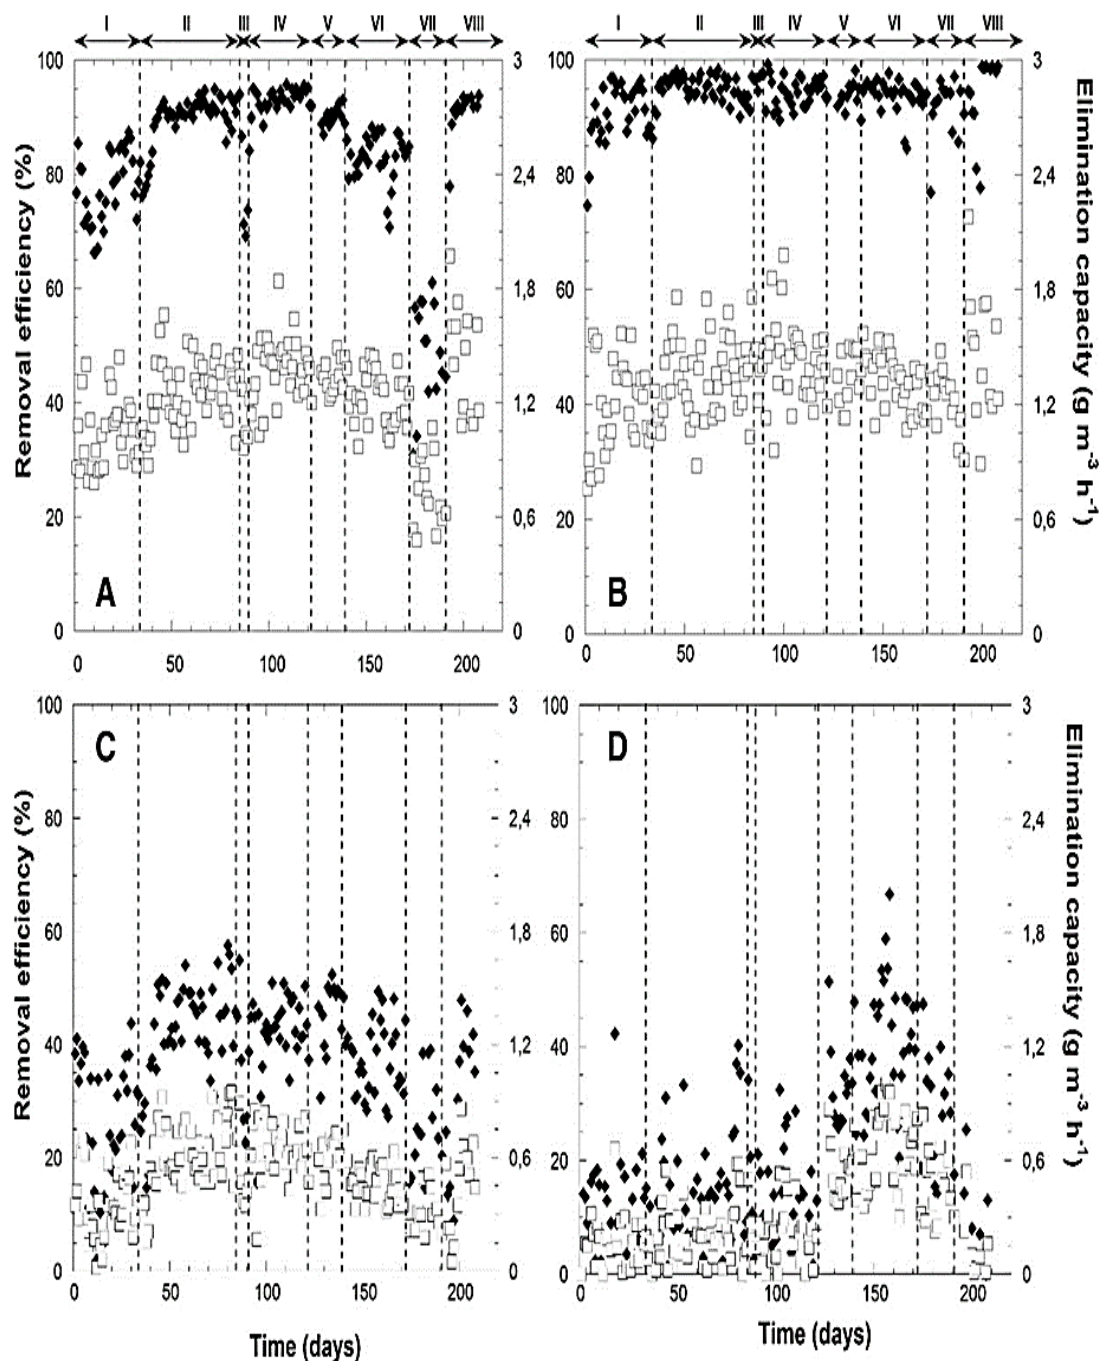 I II III IV V VI VII VIII
I II III IV V VI VII VIII
100 80 60 40 20 0
Removal efficiency (%)
A
3 2,4 1,8 1,2 0,6 0
0 50 100 150 200
100 80 60 40 20 0
B
3 2,4 1,8 1,2 0,6 0
Elimination capacity (g m-3 h-1)
0 50 100 150 200
100 80 60 40 20 0
Removal efficiency (%)
C
3 2,4 1,8 1,2 0,6 0
0 50 100 150 200
Time (days)
100 80 60 40 20 0
D
3 2,4 1,8 1,2 0,6 0
Elimination capacity (g m-3 h-1)
0 50 100 150 200
Time (days)